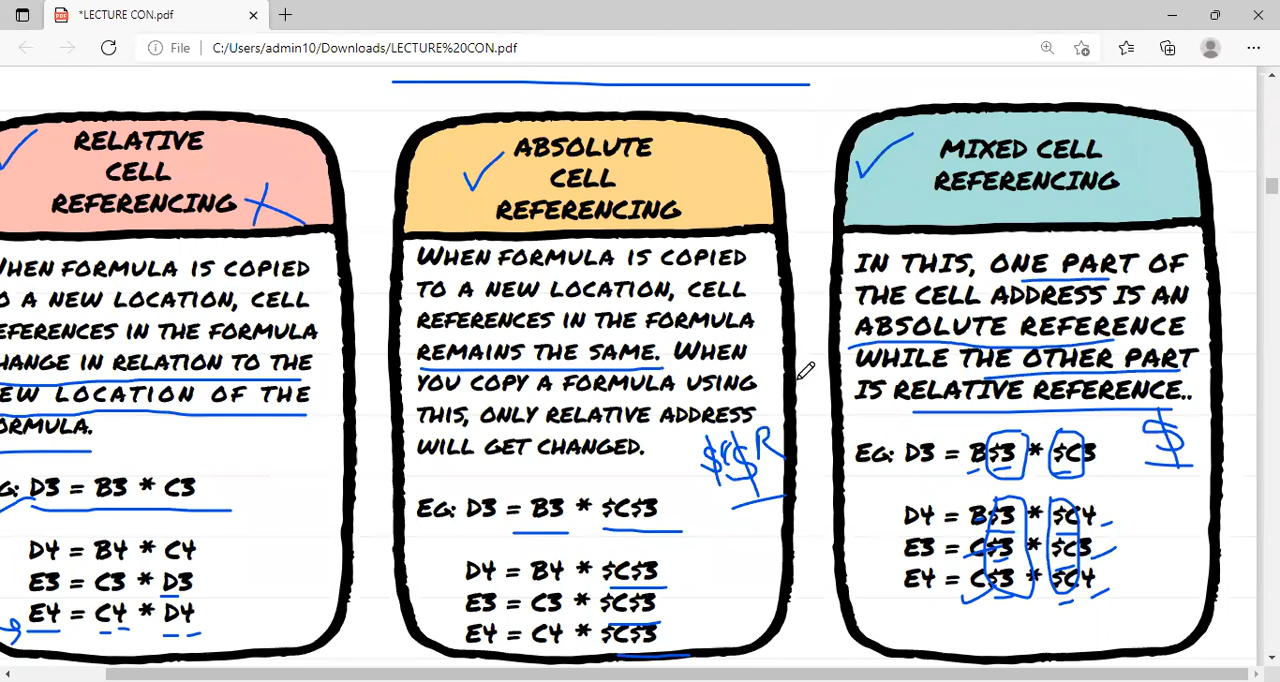 *LECTURE CON.pdf
File C:/Users/admin10/Downloads/LECTURE%20CON.pdf
RELATIVE
CELL
REFERENCING
WHEN FORMULA IS COPIED
O A NEW LOCATION, CELL
EFERENCES IN THE FORMULA
HANGE IN RELATION TO THE
EW LOCATION OF THE
ORMULA.
G: D3 = B3 * C3
D4 = B4 * C4
E3 = C3 * D3
E4 = C4 * D4
ABSOLUTE
CELL
REFERENCING
WHEN FORMULA IS COPIED
TO A NEW LOCATION, CELL
REFERENCES IN THE FORMULA
REMAINS THE SAME. WHEN
YOU COPY A FORMULA USING
THIS, ONLY RELATIVE ADDRESS
WILL GET CHANGED.
EG: D3 = B3 * $C$3
D4 = B4 * $C$3
E3 = C3 * $C$3
E4 = C4 * $C$3
MIXED CELL
REFERENCING
IN THIS, ONE PART OF
THE CELL ADDRESS IS AN
ABSOLUTE REFERENCE
WHILE THE OTHER PART
IS RELATIVE REFERENCE..
$
EG: D3 = B$3 * $C3
D4 = B$3 * $C4
E3 = C$3 * $C3
E4 = C$3 * $C4